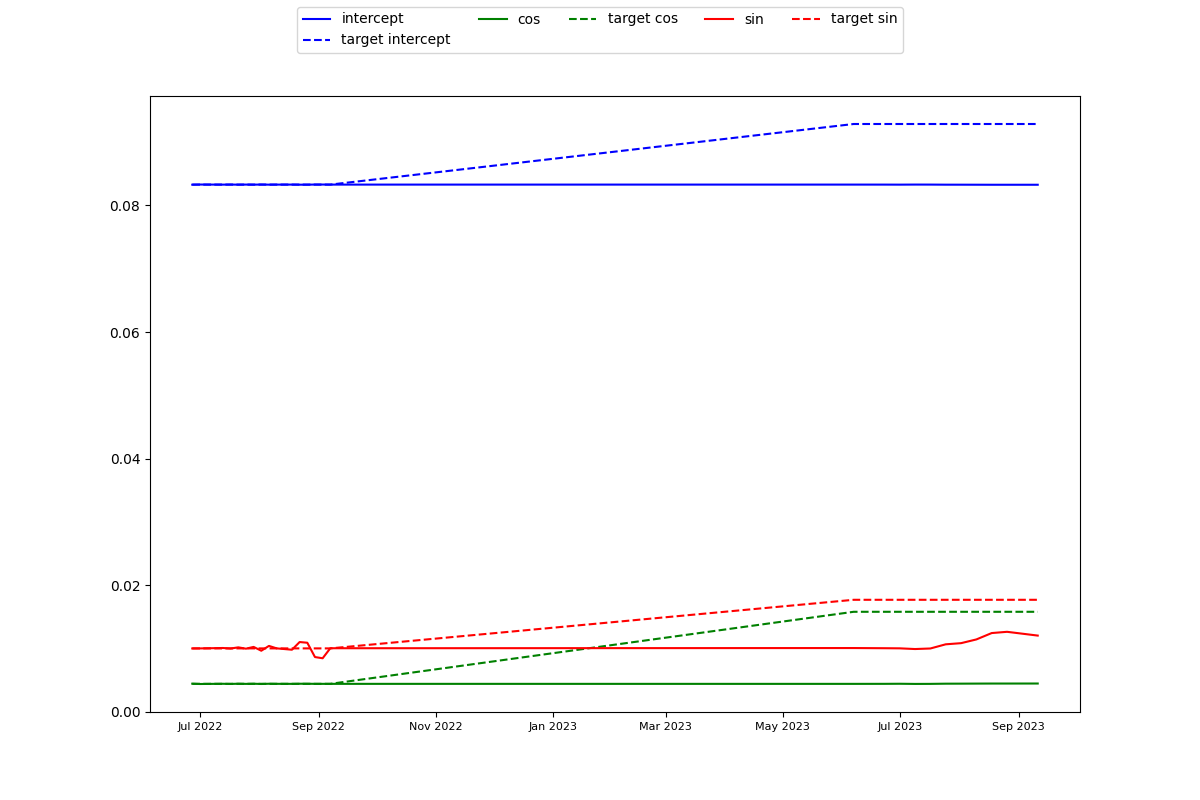 intercept cos target cos sin target sin
target intercept
0.08
0.06
0.04
0.02
0.00
Jul 2022 Sep 2022 Nov 2022 Jan 2023 Mar 2023 May 2023 Jul 2023 Sep 2023